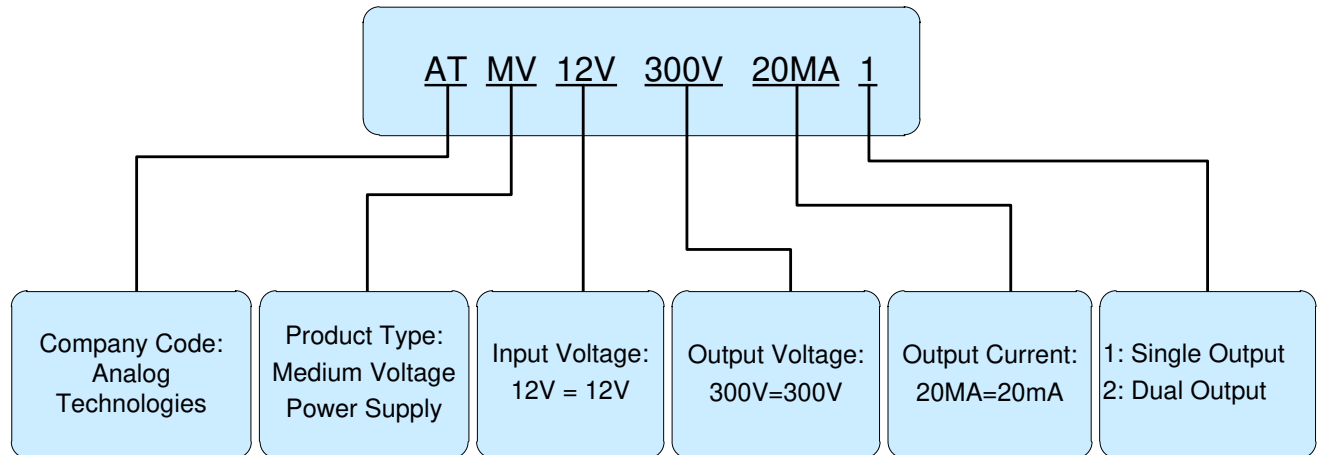 AT MV 12V 300V 20MA 1
Company Code:
Analog
Technologies
Product Type:
Medium Voltage
Power Supply
Input Voltage:
12V = 12V
Output Voltage:
300V=300V
Output Current:
20MA=20mA
1: Single Output
2: Dual Output